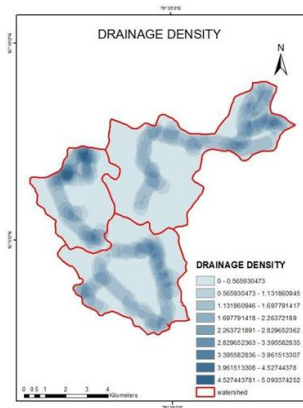 DRAINAGE DENSITY
N
DRAINAGE DENSITY
0 - 0.565930473
0.565930473 - 1.131860945
1.131860946 - 1.697791417
1.697791418 - 2.26372189
2.263721891 - 2.829652362
2.829652363 - 3.395582835
3.395582836 - 3.961513307
3.961513308 - 4.52744378
4.527443781 - 5.093374252
watershed
0 0.5 1 2 3 4
Kilometers